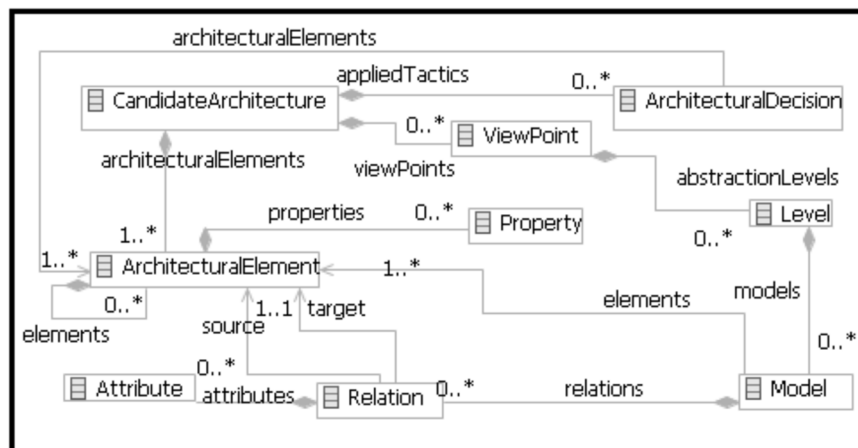 architecturalElements
appliedTactics
0..*
CandidateArchitecture
ArchitecturalDecision
0..*
ViewPoint
architecturalElements
viewPoints
abstractionLevels
properties
0..*
Property
Level
0..*
1..*
1..*
ArchitecturalElement
1..*
0..*
elements
models
elements
1..1
target
source
0..*
0..*
Attribute
attributes
Relation
0..*
relations
Model